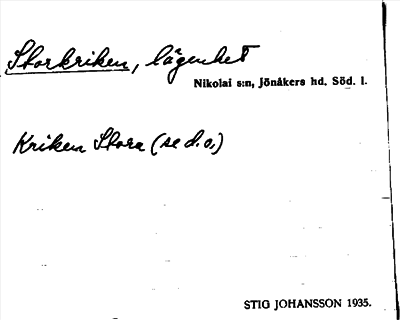 Storkriken, lägenhet
Nikolai s:n, Jönåkers hd. Söd. l.
Kriken Stora (se d.o.)
STIG JOHANSSON 1935.